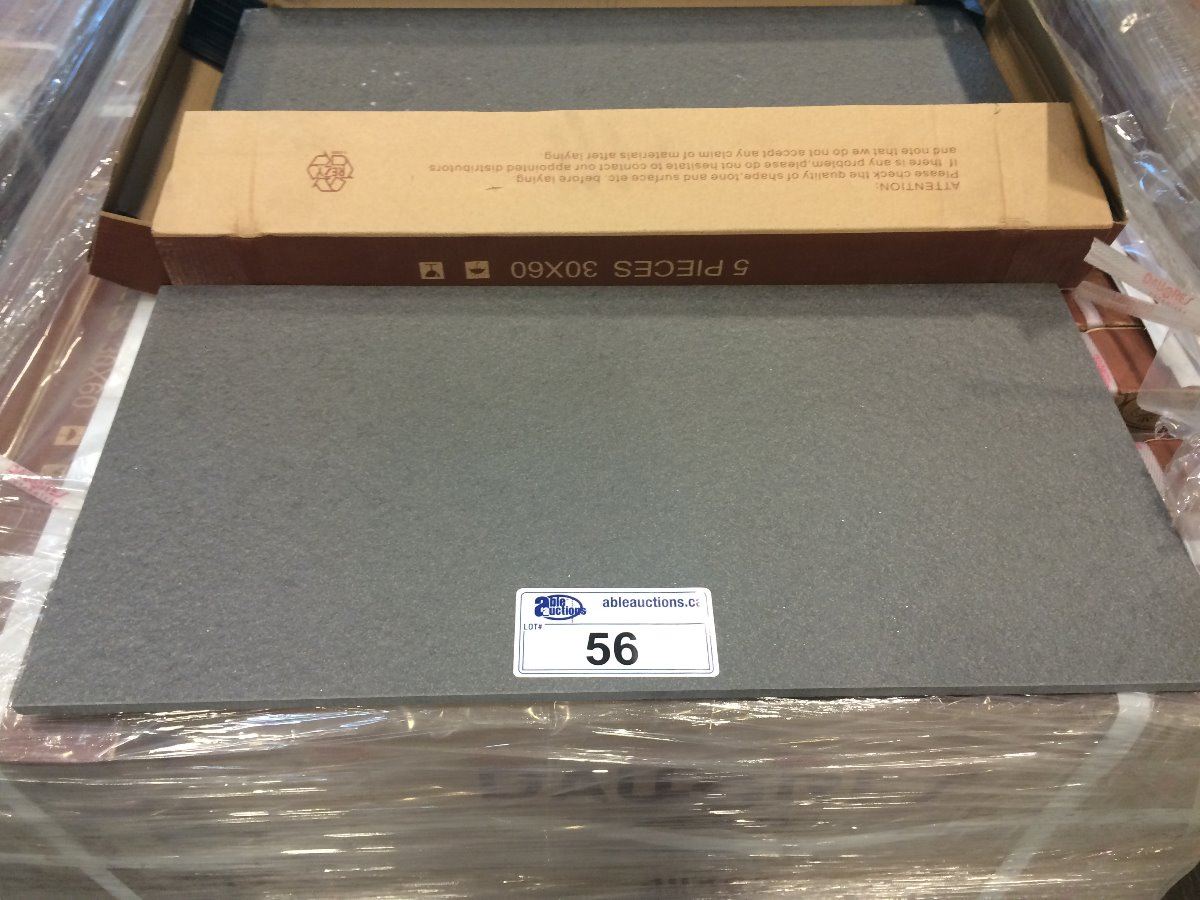 ATTENTION:
Please check the quality of shape,tone and surface etc. before laying.
If there is any problem,please do not hesitate to contact our appointed distributors
and note that we do not accept any claim of materials after laying.
REZY
5 PIECES 30X60
30X60
able auctions
ableauctions.ca
LOT#
56